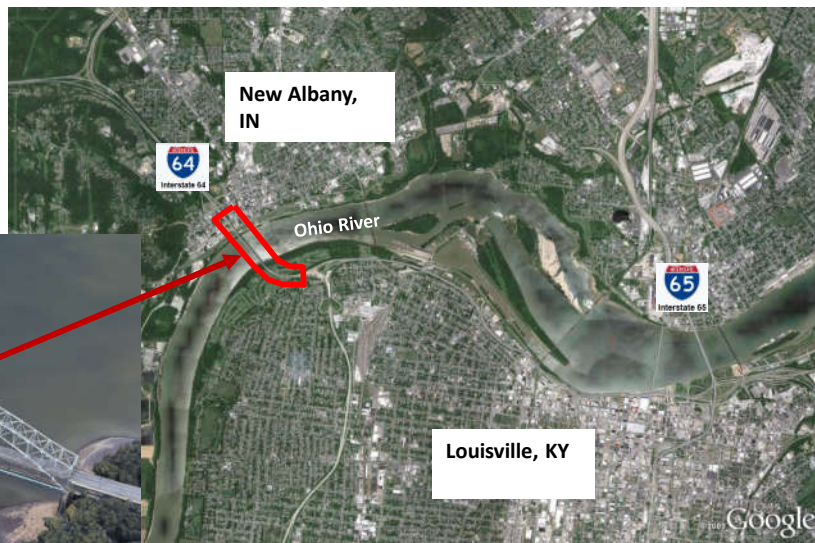 New Albany,
IN
64
Interstate 64
Ohio River
65
Interstate 65
Louisville, KY
Google